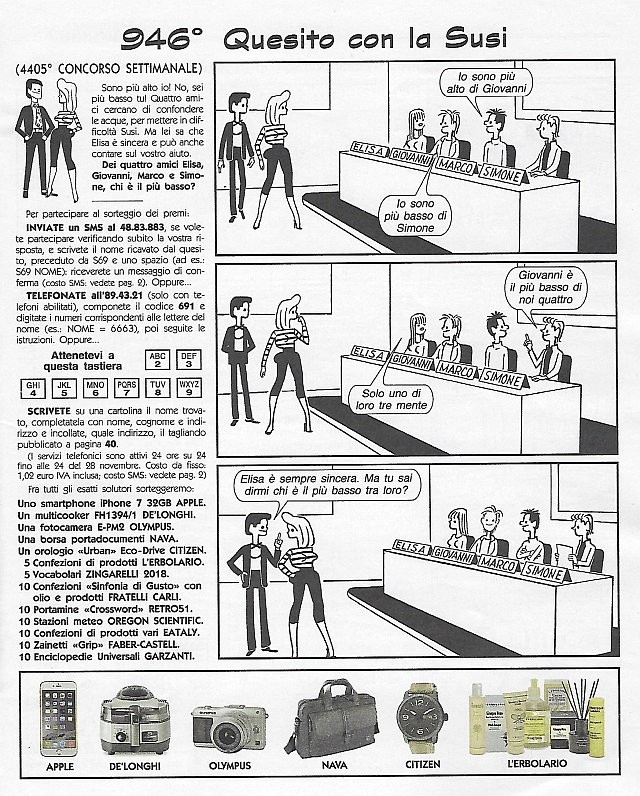 946° Quesito con la Susi
(4405° CONCORSO SETTIMANALE)
Sono più alto io! No, sei
più basso tu! Quattro ami-
ci cercano di confondere
le acque, per mettere in dif-
ficoltà Susi. Ma lei sa che
Elisa è sincera e può anche
contare sul vostro aiuto.
Dei quattro amici Elisa,
Giovanni, Marco e Simo-
ne, chi è il più basso?
Per partecipare al sorteggio dei premi:
INVIATE un SMS al 48.83.883, se vole-
te partecipare verificando subito la vostra ri-
sposta, e scrivete il nome ricavato dal quesi-
to, preceduto da S69 e uno spazio (ad es.:
S69 NOME): riceverete un messaggio di con-
ferma (costo SMS: vedete pag. 2). Oppure...
TELEFONATE all'89.43.21 (solo con te-
lefoni abilitati), componete il codice 691 e
digitate i numeri corrispondenti alle lettere del
nome (es.: NOME = 6663), poi seguite le
istruzioni. Oppure...
Attenetevi a
questa tastiera
ABC 2
DEF 3
GHI 4
JKL 5
MNO 6
PQRS 7
TUV 8
WXYZ 9
SCRIVETE su una cartolina il nome trova-
to, completatela con nome, cognome e indi-
rizzo e incollate, quale indirizzo, il tagliando
pubblicato a pagina 40.
(I servizi telefonici sono attivi 24 ore su 24
fino alle 24 del 28 novembre. Costo da fisso:
1,02 euro IVA inclusa; costo SMS: vedete pag. 2)
Fra tutti gli esatti solutori sorteggeremo:
Uno smartphone iPhone 7 32GB APPLE.
Un multicooker FH1394/1 DE'LONGHI.
Una fotocamera E-PM2 OLYMPUS.
Una borsa portadocumenti NAVA.
Un orologio «Urban» Eco-Drive CITIZEN.
5 Confezioni di prodotti L'ERBOLARIO.
5 Vocabolari ZINGARELLI 2018.
10 Confezioni «Sinfonia di Gusto» con
olio e prodotti FRATELLI CARLI.
10 Portamine «Crossword» RETRO51.
10 Stazioni meteo OREGON SCIENTIFIC.
10 Confezioni di prodotti vari EATALY.
10 Zainetti «Grip» FABER-CASTELL.
10 Enciclopedie Universali GARZANTI.
Io sono più
alto di Giovanni
ELISA GIOVANNI MARCO SIMONE
Io sono
più basso di
Simone
Giovanni è
il più basso di
noi quattro
ELISA GIOVANNI MARCO SIMONE
Solo uno di
loro tre mente
Elisa è sempre sincera. Ma tu sai
dirmi chi è il più basso tra loro?
ELISA GIOVANNI MARCO SIMONE
OLYMPUS
APPLE
DE'LONGHI
OLYMPUS
NAVA
CITIZEN
L'ERBOLARIO